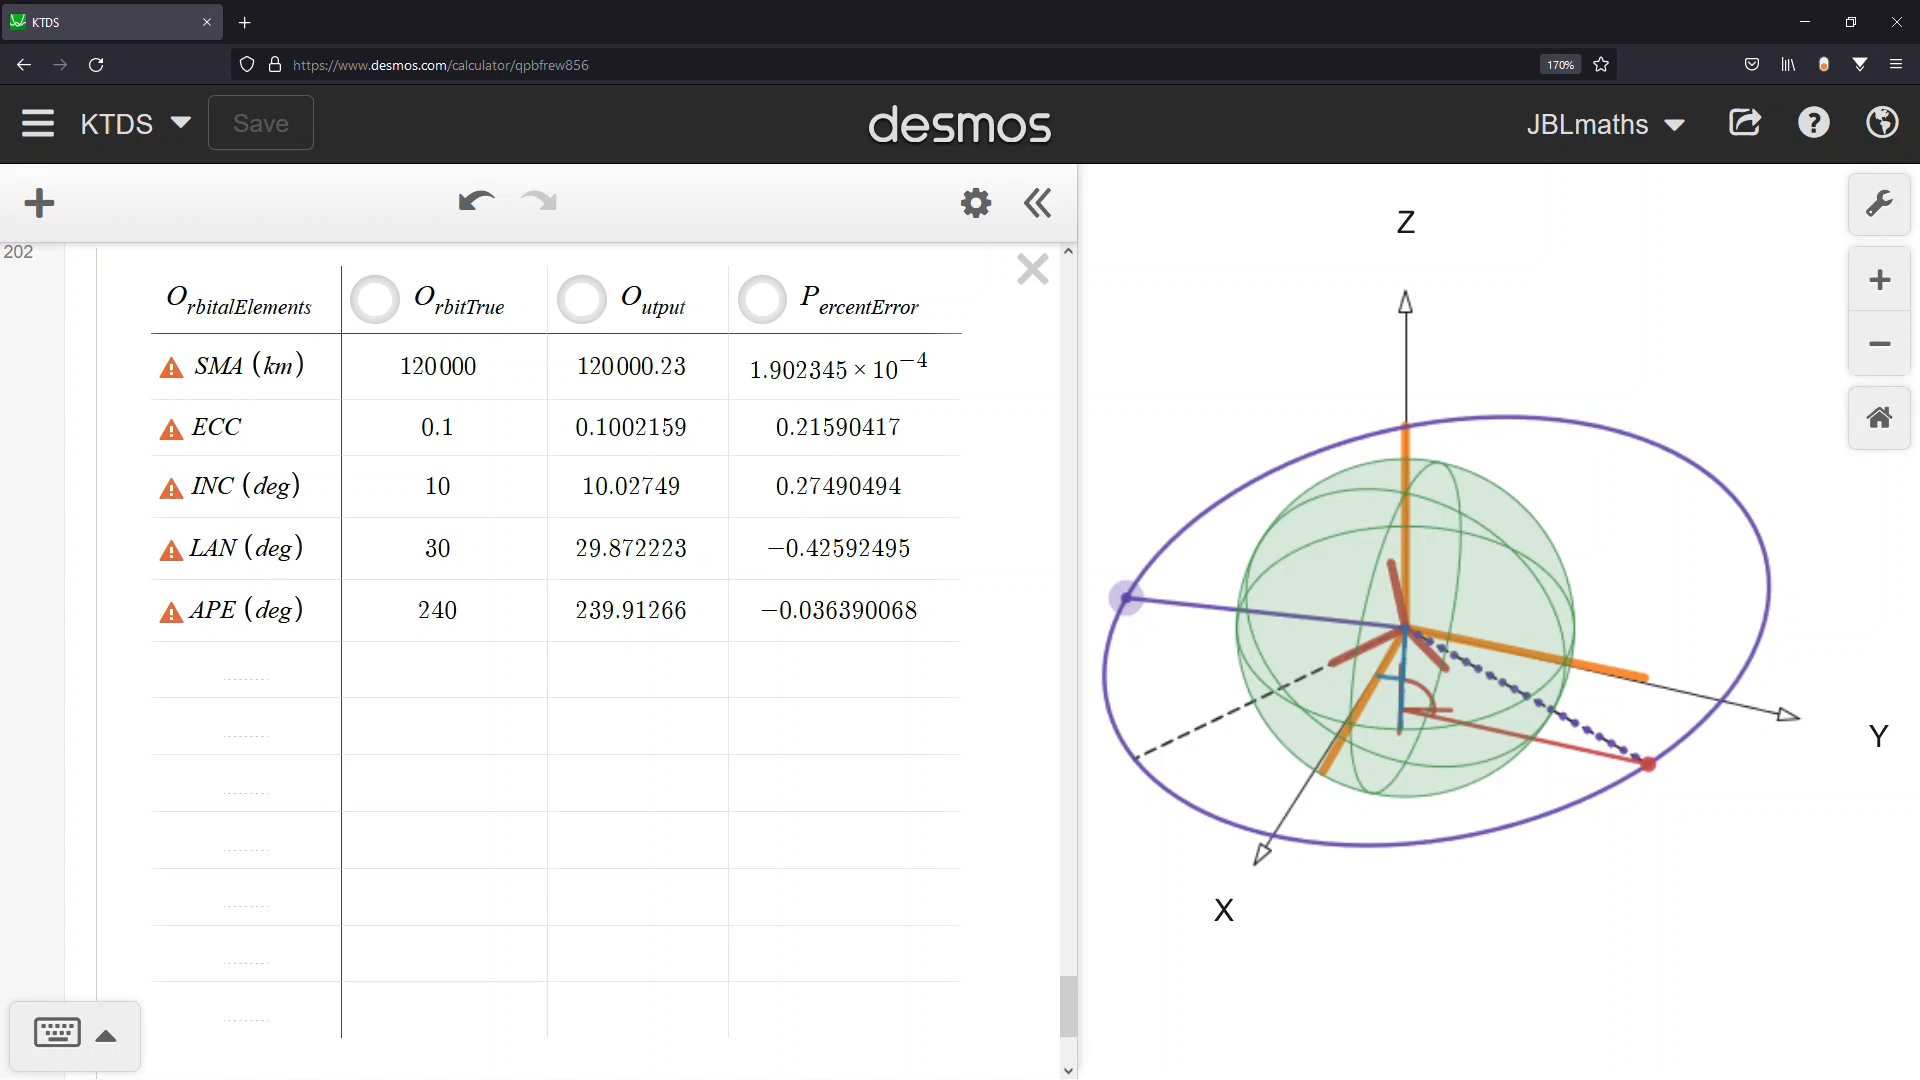 KTDS
https://www.desmos.com/calculator/qpbfrew856
170%
KTDS
Save
desmos
JBLmaths
202
OrbitalElements OrbitTrue Output PercentError
SMA (km) 120000 120000.23 1.902345 × 10^−4
ECC 0.1 0.1002159 0.21590417
INC (deg) 10 10.02749 0.27490494
LAN (deg) 30 29.872223 −0.42592495
APE (deg) 240 239.91266 −0.036390068
Z
Y
X